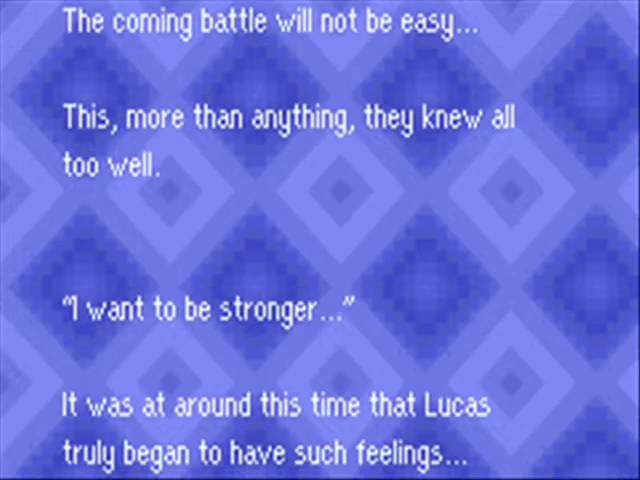 The coming battle will not be easy...
This, more than anything, they knew all
too well.
“I want to be stronger...”
It was at around this time that Lucas
truly began to have such feelings...